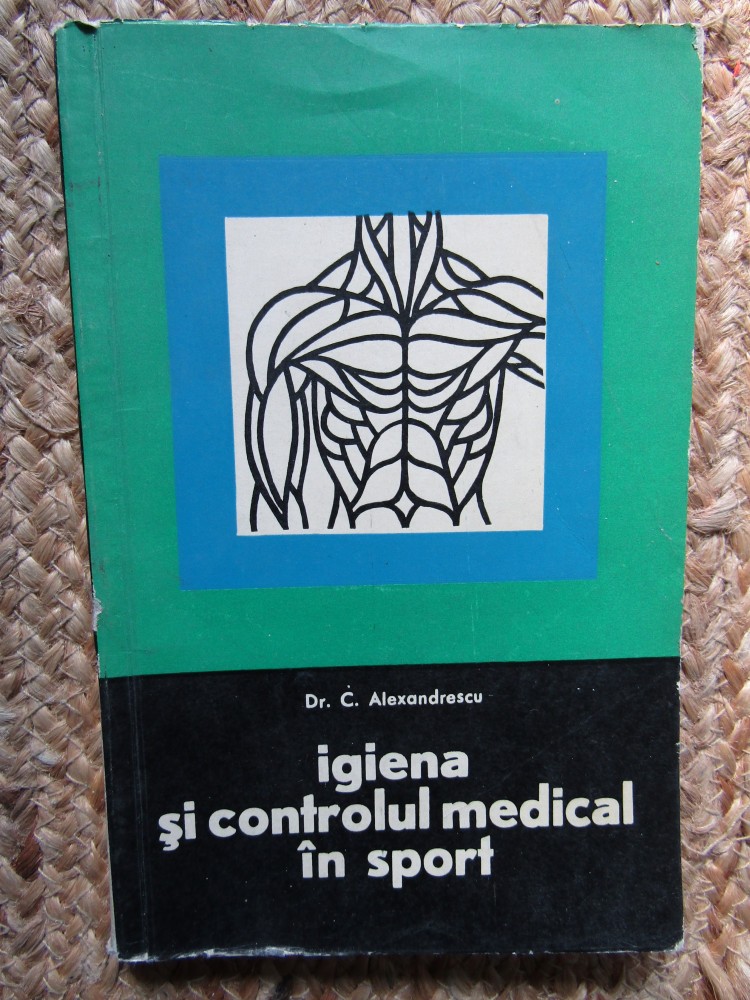 Dr. C. Alexandrescu
igiena
şi controlul medical
în sport